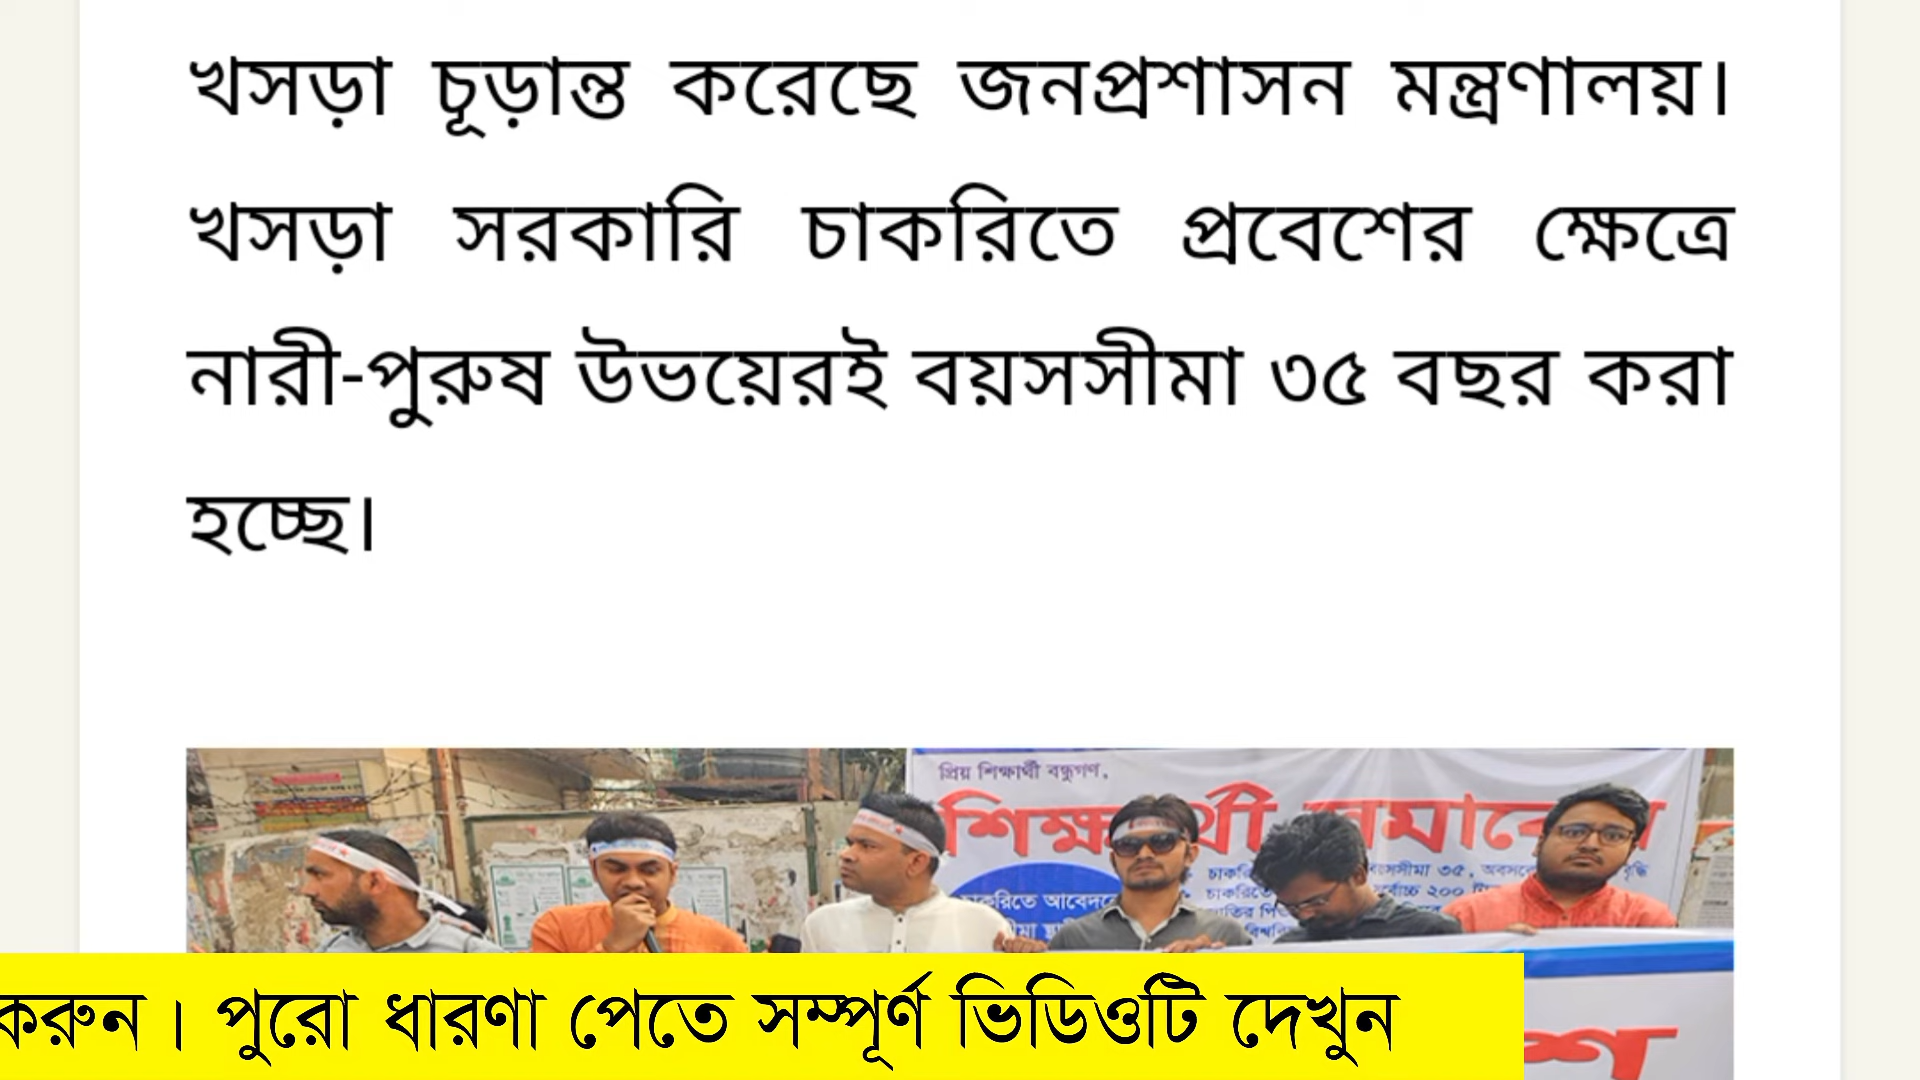 খসড়া চূড়ান্ত করেছে জনপ্রশাসন মন্ত্রণালয়।
খসড়া সরকারি চাকরিতে প্রবেশের ক্ষেত্রে
নারী-পুরুষ উভয়েরই বয়সসীমা ৩৫ বছর করা
হচ্ছে।
প্রিয় শিক্ষার্থী বন্ধুগণ,
করুন। পুরো ধারণা পেতে সম্পূর্ণ ভিডিওটি দেখুন